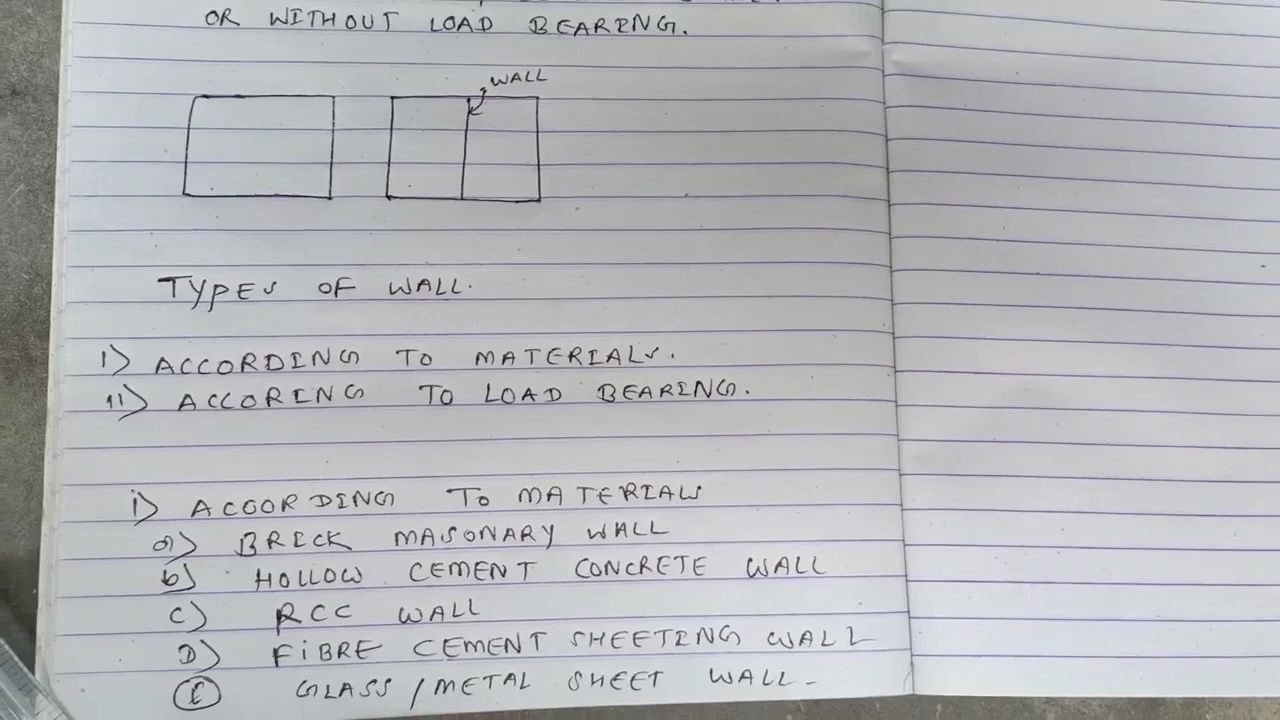 OR WITHOUT LOAD BEARING.
WALL
TYPES OF WALL.
I) ACCORDING TO MATERIALS.
II) ACCORING TO LOAD BEARING.
i) ACCORDING TO MATERIALS
a) BRICK MASONARY WALL
b) HOLLOW CEMENT CONCRETE WALL
C) RCC WALL
D) FIBRE CEMENT SHEETING WALL
E GLASS / METAL SHEET WALL-